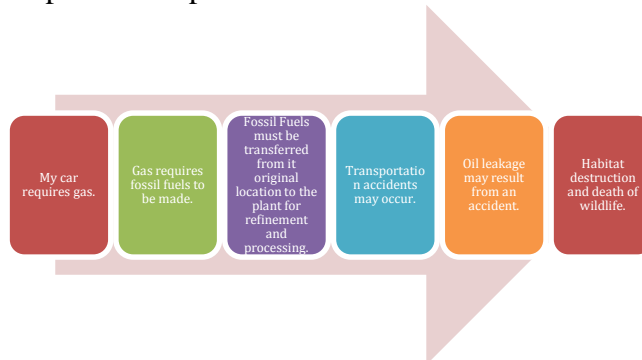 My car
requires gas.
Gas requires
fossil fuels to
be made.
Fossil Fuels
must be
transferred
from it
original
location to the
plant for
refinement
and
processing.
Transportatio
n accidents
may occur.
Oil leakage
may result
from an
accident.
Habitat
destruction
and death of
wildlife.